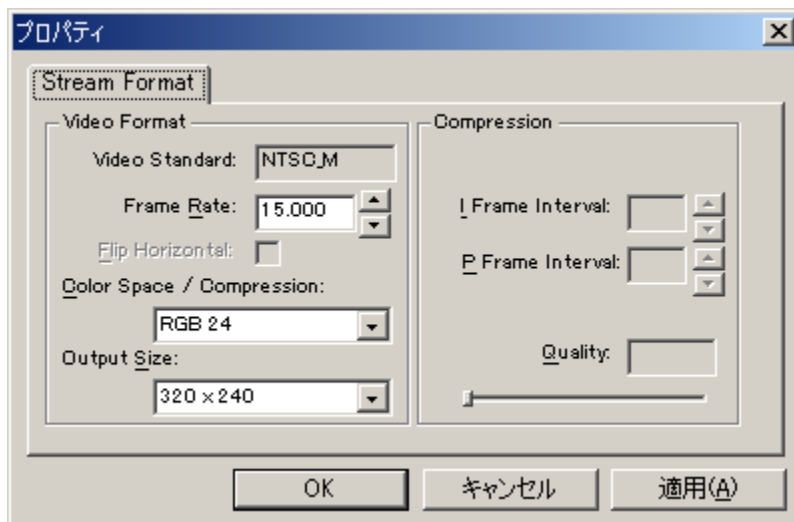 プロパティ
Stream Format
Video Format
Video Standard: NTSC_M
Frame Rate: 15.000
Flip Horizontal:
Color Space / Compression:
RGB 24
Output Size:
320 x 240
Compression
I Frame Interval:
P Frame Interval:
Quality:
OK
キャンセル
適用(A)